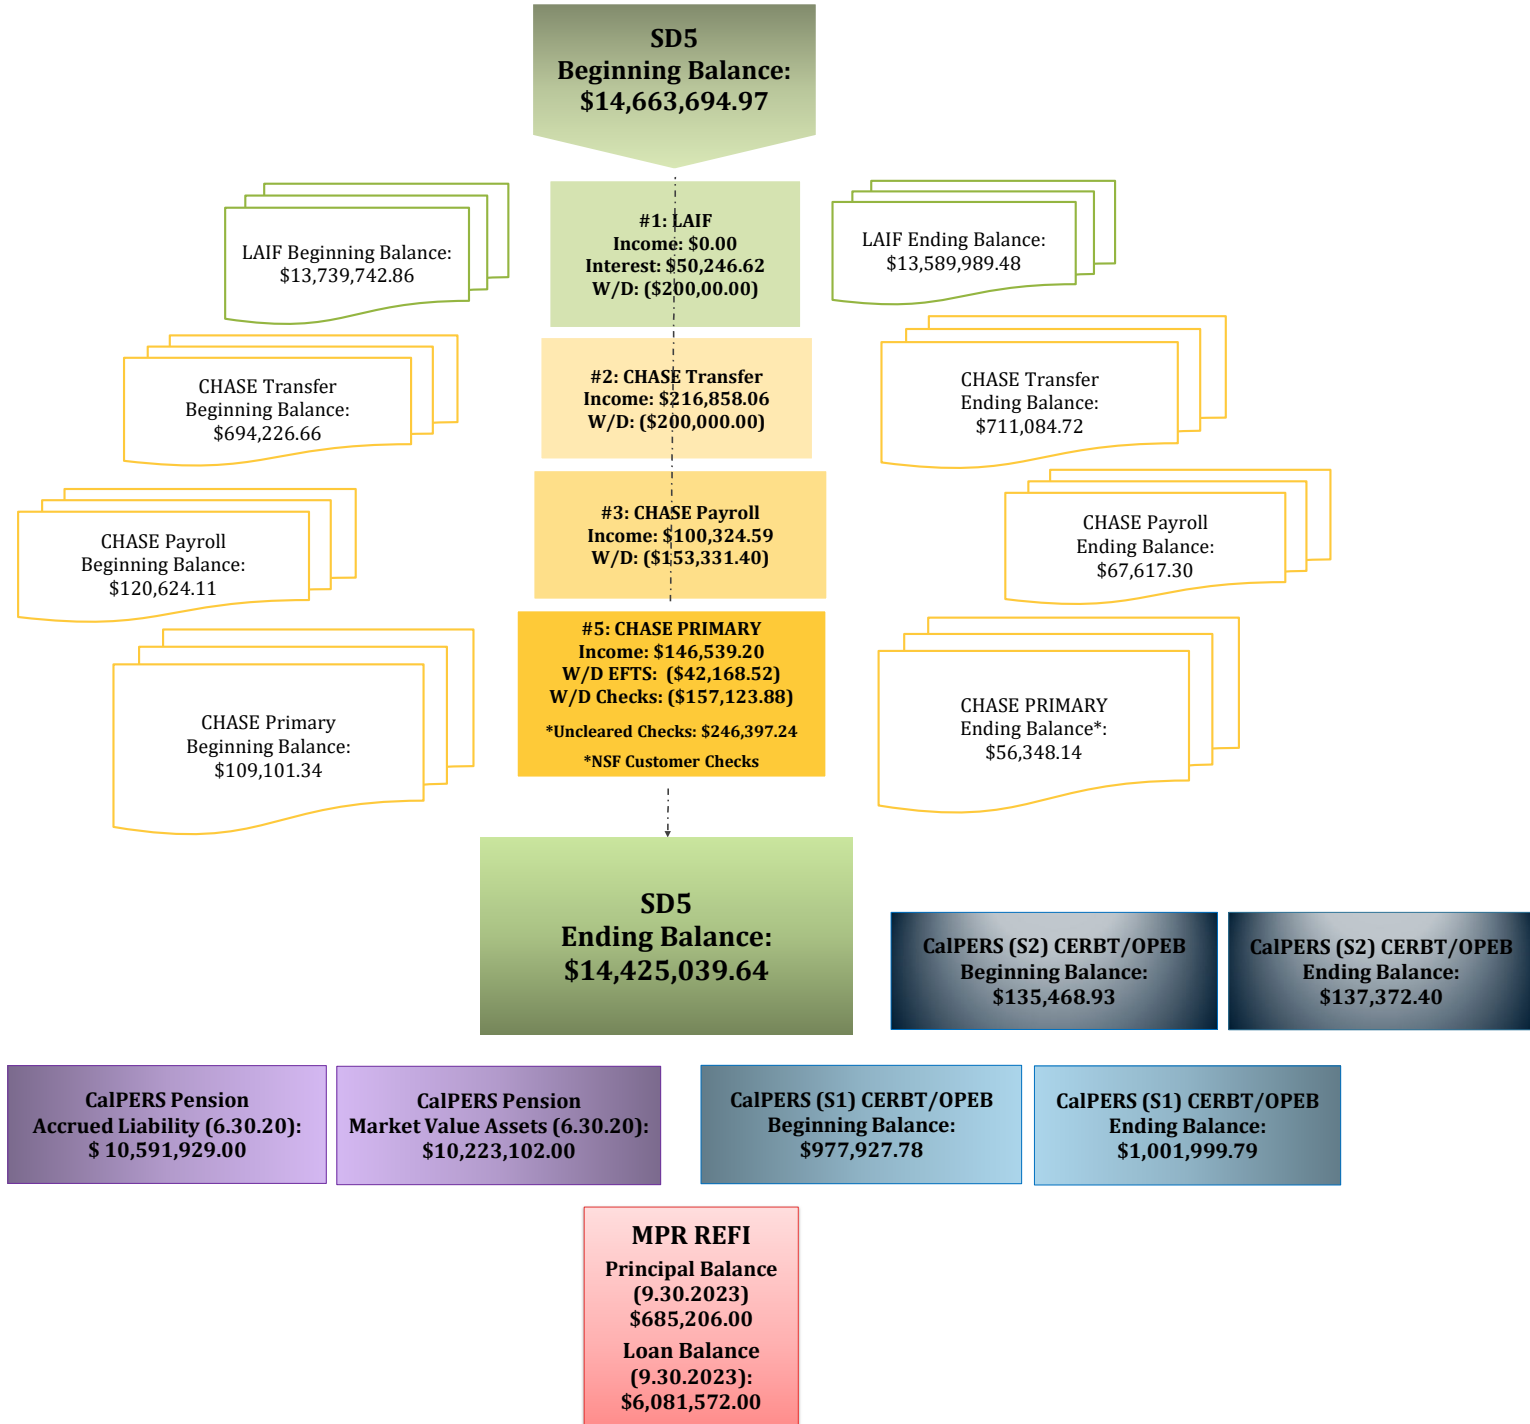 SD5
Beginning Balance:
$14,663,694.97
LAIF Beginning Balance:
$13,739,742.86
#1: LAIF
Income: $0.00
Interest: $50,246.62
W/D: ($200,00.00)
LAIF Ending Balance:
$13,589,989.48
CHASE Transfer
Beginning Balance:
$694,226.66
#2: CHASE Transfer
Income: $216,858.06
W/D: ($200,000.00)
CHASE Transfer
Ending Balance:
$711,084.72
CHASE Payroll
Beginning Balance:
$120,624.11
#3: CHASE Payroll
Income: $100,324.59
W/D: ($153,331.40)
CHASE Payroll
Ending Balance:
$67,617.30
CHASE Primary
Beginning Balance:
$109,101.34
#5: CHASE PRIMARY
Income: $146,539.20
W/D EFTS:  ($42,168.52)
W/D Checks: ($157,123.88)
*Uncleared Checks: $246,397.24
*NSF Customer Checks
CHASE PRIMARY
Ending Balance*:
$56,348.14
SD5
Ending Balance:
$14,425,039.64
CalPERS (S2) CERBT/OPEB
Beginning Balance:
$135,468.93
CalPERS (S2) CERBT/OPEB
Ending Balance:
$137,372.40
CalPERS Pension
Accrued Liability (6.30.20):
$ 10,591,929.00
CalPERS Pension
Market Value Assets (6.30.20):
$10,223,102.00
CalPERS (S1) CERBT/OPEB
Beginning Balance:
$977,927.78
CalPERS (S1) CERBT/OPEB
Ending Balance:
$1,001,999.79
MPR REFI
Principal Balance
(9.30.2023)
$685,206.00
Loan Balance
(9.30.2023):
$6,081,572.00